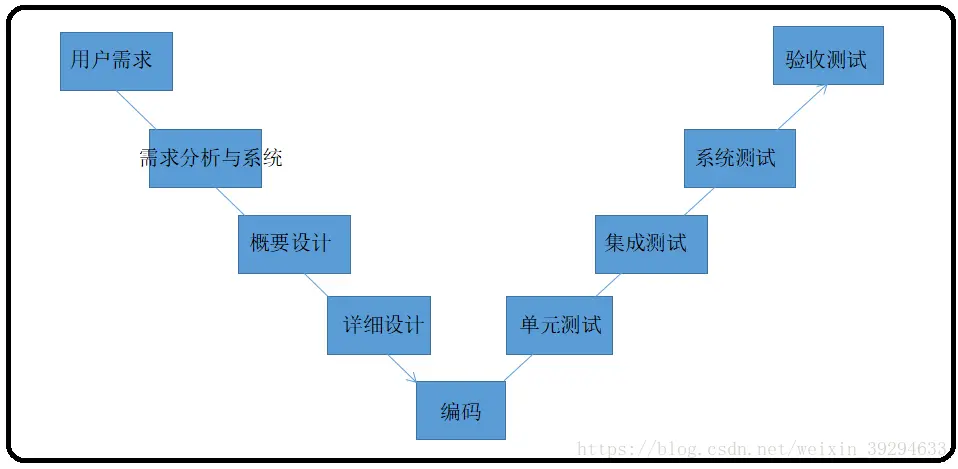 用户需求
验收测试
需求分析与系统
系统测试
概要设计
集成测试
详细设计
单元测试
编码
https://blog.csdn.net/weixin_39294633